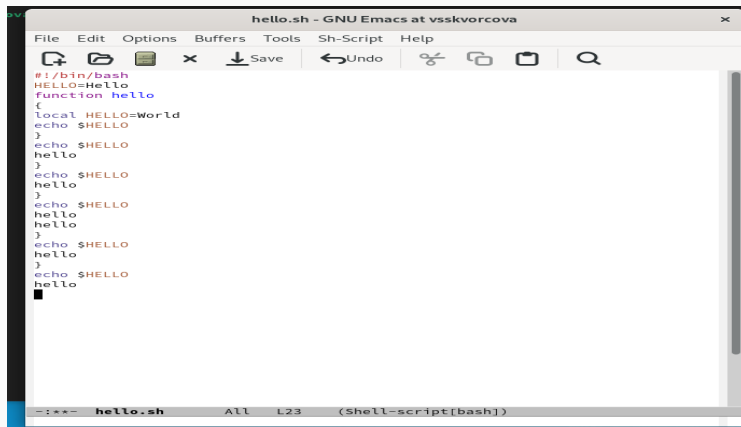 hello.sh - GNU Emacs at vsskvorcova
File Edit Options Buffers Tools Sh-Script Help
Save Undo
#!/bin/bash
HELLO=Hello
function hello
{
local HELLO=World
echo $HELLO
}
echo $HELLO
hello
}
echo $HELLO
hello
}
echo $HELLO
hello
hello
}
echo $HELLO
hello
}
echo $HELLO
hello
-:**- hello.sh All L23 (Shell-script[bash])